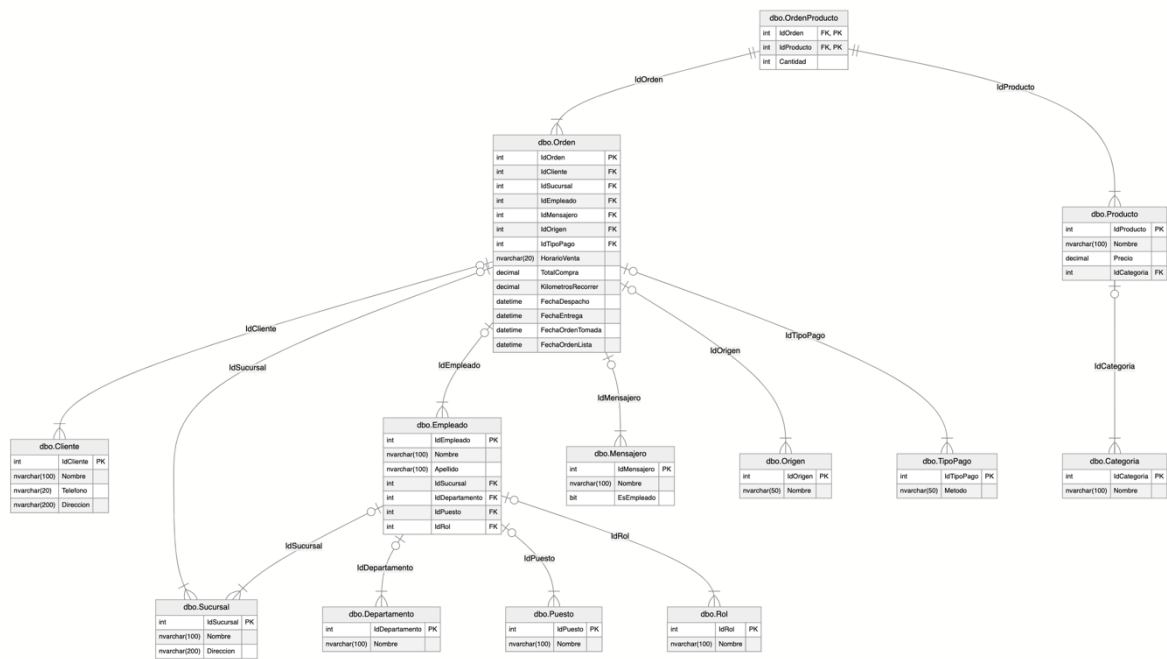 dbo.OrdenProducto
int IdOrden FK, PK
int IdProducto FK, PK
int Cantidad
IdOrden
IdProducto
dbo.Orden
int IdOrden PK
int IdCliente FK
int IdSucursal FK
int IdEmpleado FK
int IdMensajero FK
int IdOrigen FK
int IdTipoPago FK
nvarchar(20) HorarioVenta
decimal TotalCompra
decimal KilometrosRecorrer
datetime FechaDespacho
datetime FechaEntrega
datetime FechaOrdenTomada
datetime FechaOrdenLista
dbo.Producto
int IdProducto PK
nvarchar(100) Nombre
decimal Precio
int IdCategoria FK
IdCliente
IdSucursal
IdEmpleado
IdMensajero
IdOrigen
IdTipoPago
IdCategoria
dbo.Cliente
int IdCliente PK
nvarchar(100) Nombre
nvarchar(20) Telefono
nvarchar(200) Direccion
dbo.Empleado
int IdEmpleado PK
nvarchar(100) Nombre
nvarchar(100) Apellido
int IdSucursal FK
int IdDepartamento FK
int IdPuesto FK
int IdRol FK
dbo.Mensajero
int IdMensajero PK
nvarchar(100) Nombre
bit EsEmpleado
dbo.Origen
int IdOrigen PK
nvarchar(50) Nombre
dbo.TipoPago
int IdTipoPago PK
nvarchar(50) Metodo
dbo.Categoria
int IdCategoria PK
nvarchar(100) Nombre
IdSucursal
IdDepartamento
IdPuesto
IdRol
dbo.Sucursal
int IdSucursal PK
nvarchar(100) Nombre
nvarchar(200) Direccion
dbo.Departamento
int IdDepartamento PK
nvarchar(100) Nombre
dbo.Puesto
int IdPuesto PK
nvarchar(100) Nombre
dbo.Rol
int IdRol PK
nvarchar(100) Nombre